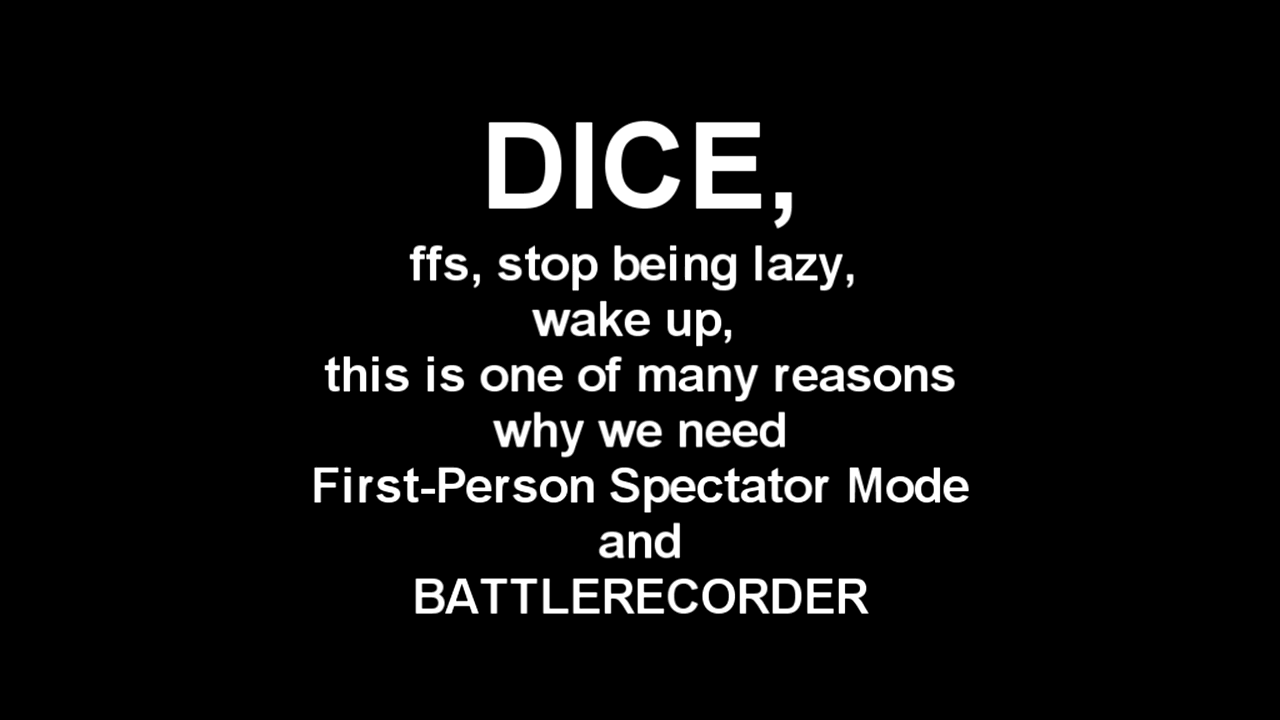 DICE,
ffs, stop being lazy,
wake up,
this is one of many reasons
why we need
First-Person Spectator Mode
and
BATTLERECORDER